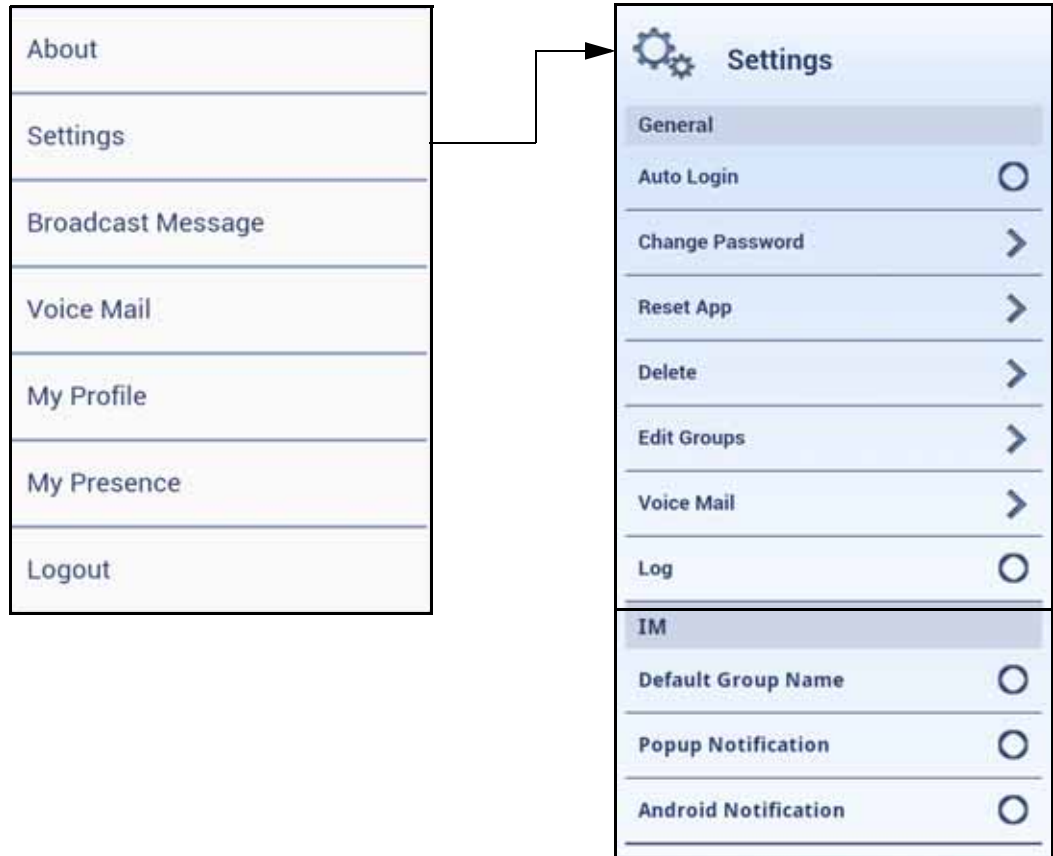 About
Settings
Broadcast Message
Voice Mail
My Profile
My Presence
Logout
Settings
General
Auto Login
Change Password
Reset App
Delete
Edit Groups
Voice Mail
Log
IM
Default Group Name
Popup Notification
Android Notification